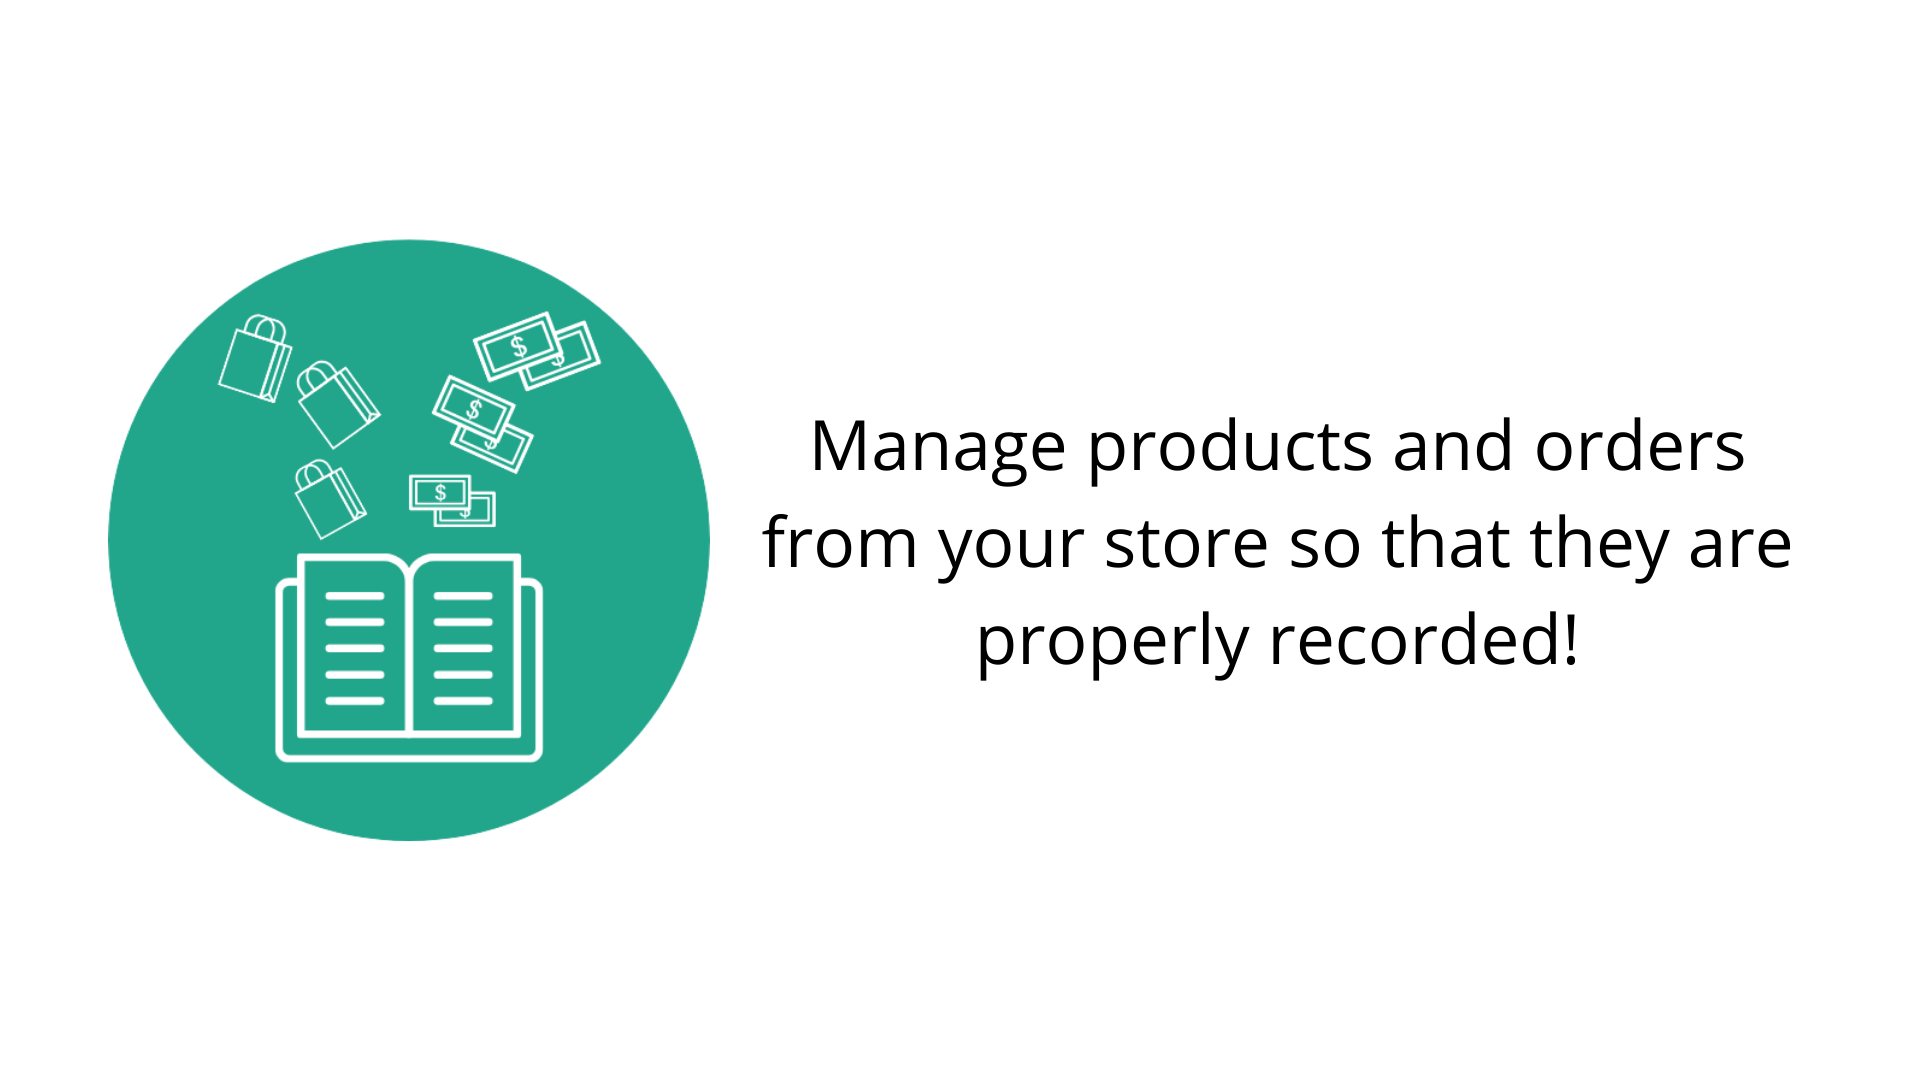 $
$
$
$
$
$
Manage products and orders
from your store so that they are
properly recorded!